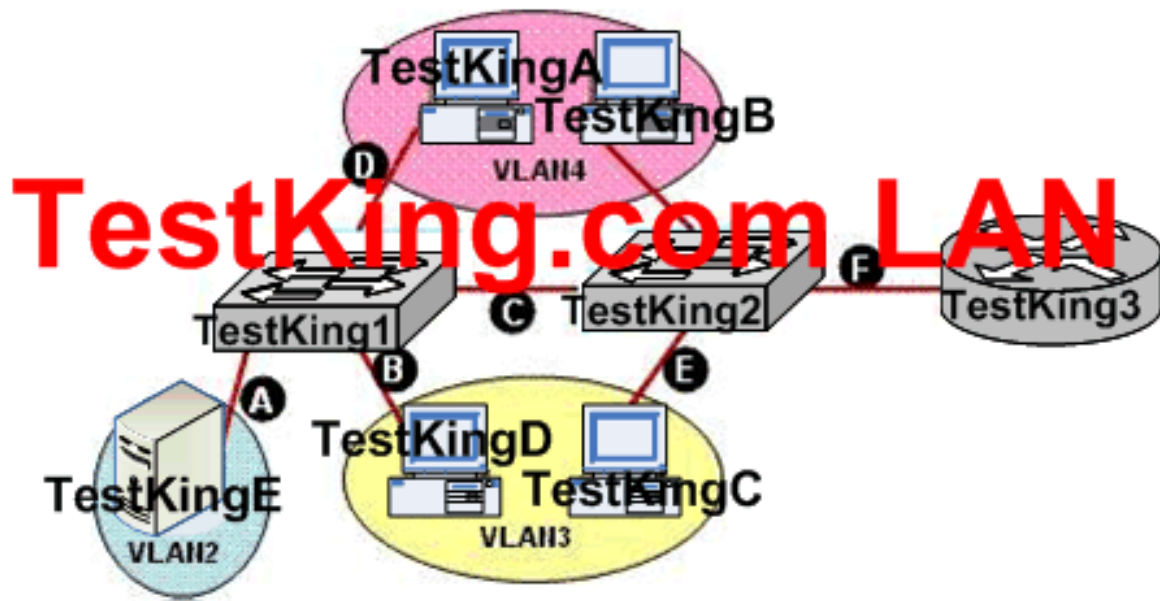 TestKingA
TestKingB
D
VLAN4
TestKing.com LAN
F
TestKing1
C
TestKing2
TestKing3
B
E
A
TestKingD
TestKingE
TestKingC
VLAN3
VLAN2